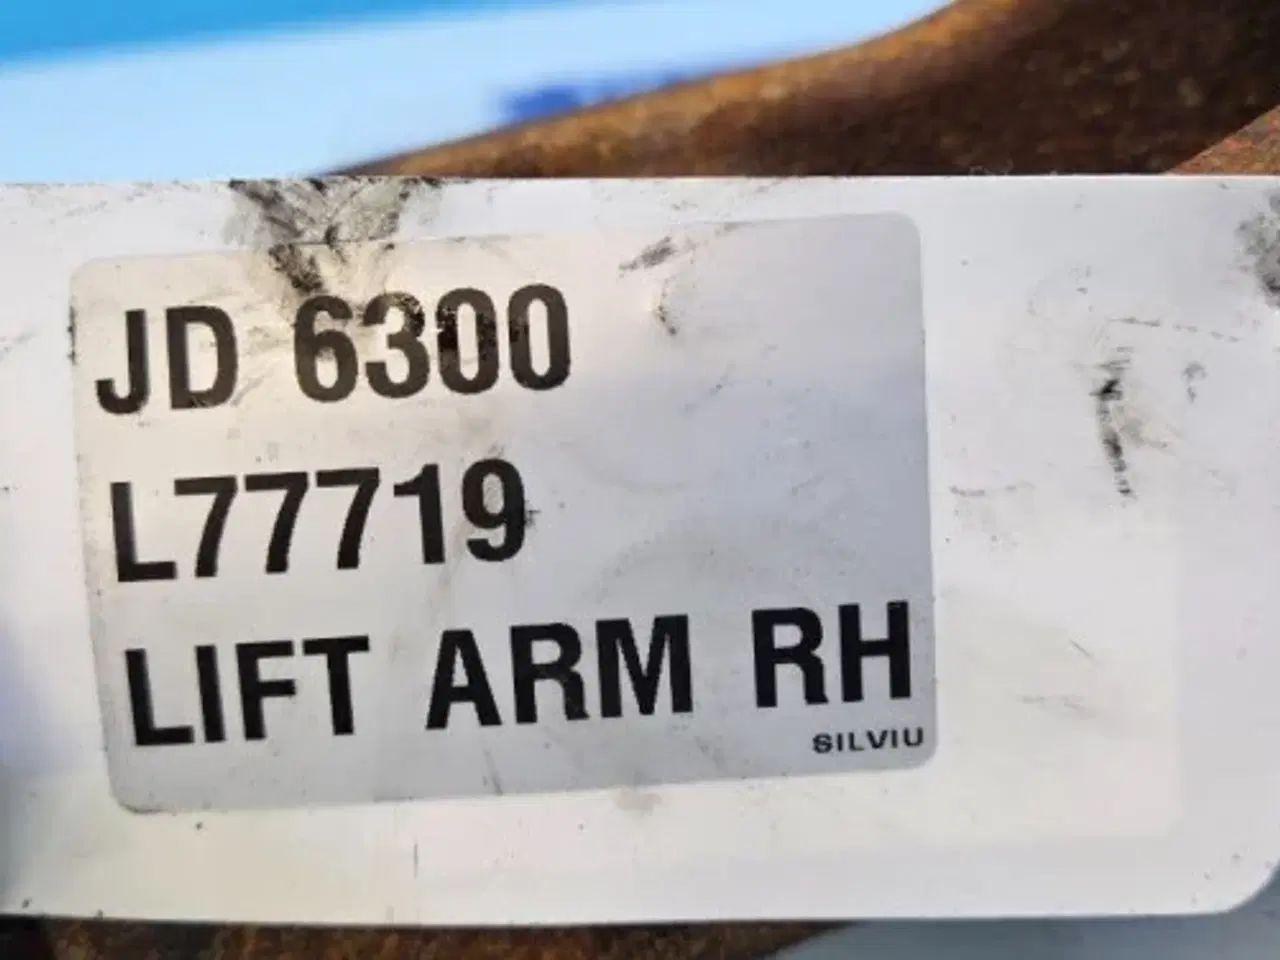 JD 6300
L77719
LIFT ARM RH
SILVIU